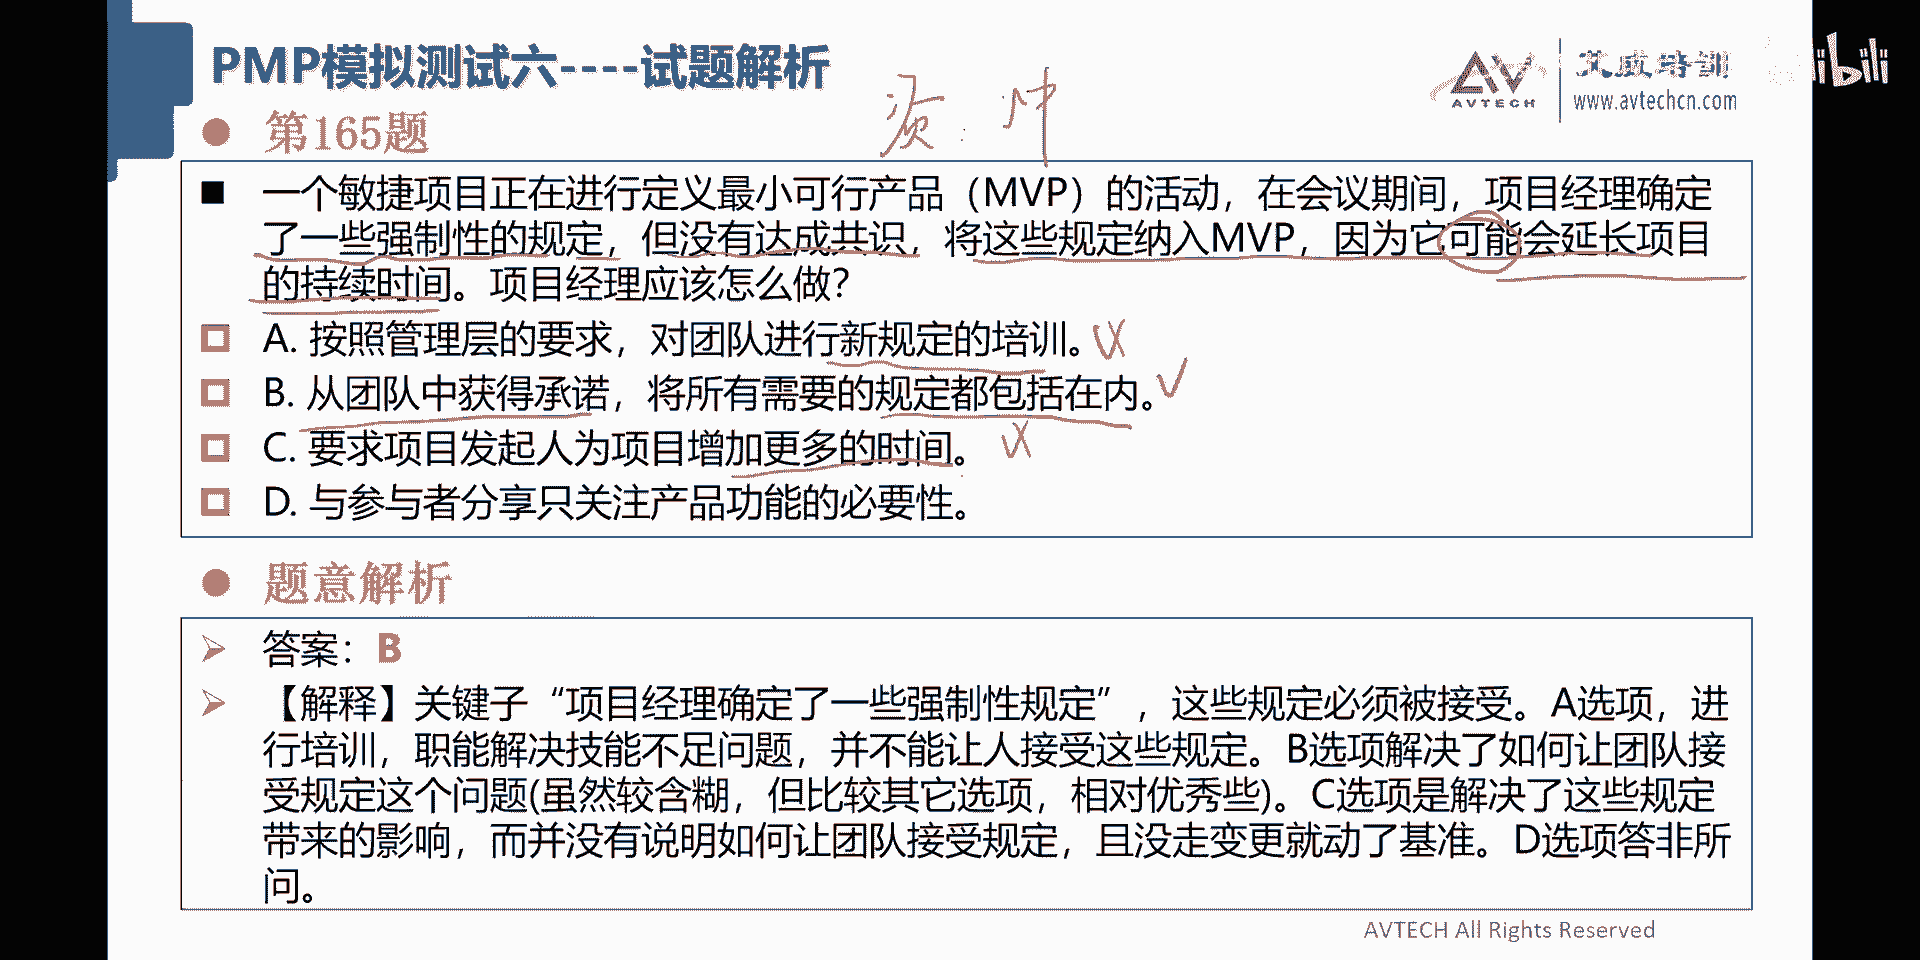 PMP模拟测试六----试题解析
AVTECH
艾威培训
www.avtechcn.com
bilibili
第165题
资:冲
一个敏捷项目正在进行定义最小可行产品（MVP）的活动，在会议期间，项目经理确定
了一些强制性的规定，但没有达成共识，将这些规定纳入MVP，因为它可能会延长项目
的持续时间。项目经理应该怎么做？
A. 按照管理层的要求，对团队进行新规定的培训。
B. 从团队中获得承诺，将所有需要的规定都包括在内。
C. 要求项目发起人为项目增加更多的时间。
D. 与参与者分享只关注产品功能的必要性。
题意解析
答案：B
【解释】关键子“项目经理确定了一些强制性规定”，这些规定必须被接受。A选项，进
行培训，职能解决技能不足问题，并不能让人接受这些规定。B选项解决了如何让团队接
受规定这个问题(虽然较含糊，但比较其它选项，相对优秀些)。C选项是解决了这些规定
带来的影响，而并没有说明如何让团队接受规定，且没走变更就动了基准。D选项答非所
问。
AVTECH All Rights Reserved